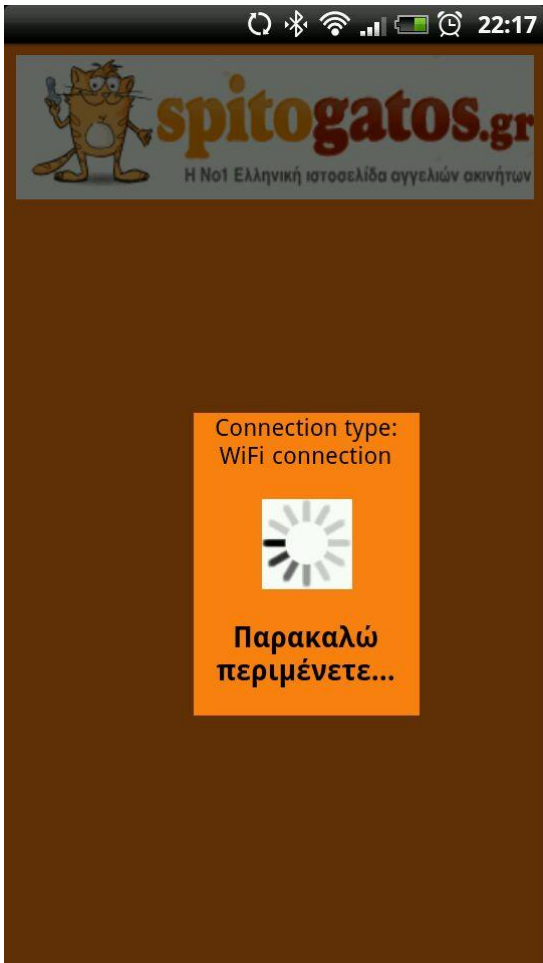 22:17
spitogatos.gr
Η Νο1 Ελληνική ιστοσελίδα αγγελιών ακινήτων
Connection type:
WiFi connection
Παρακαλώ
περιμένετε...